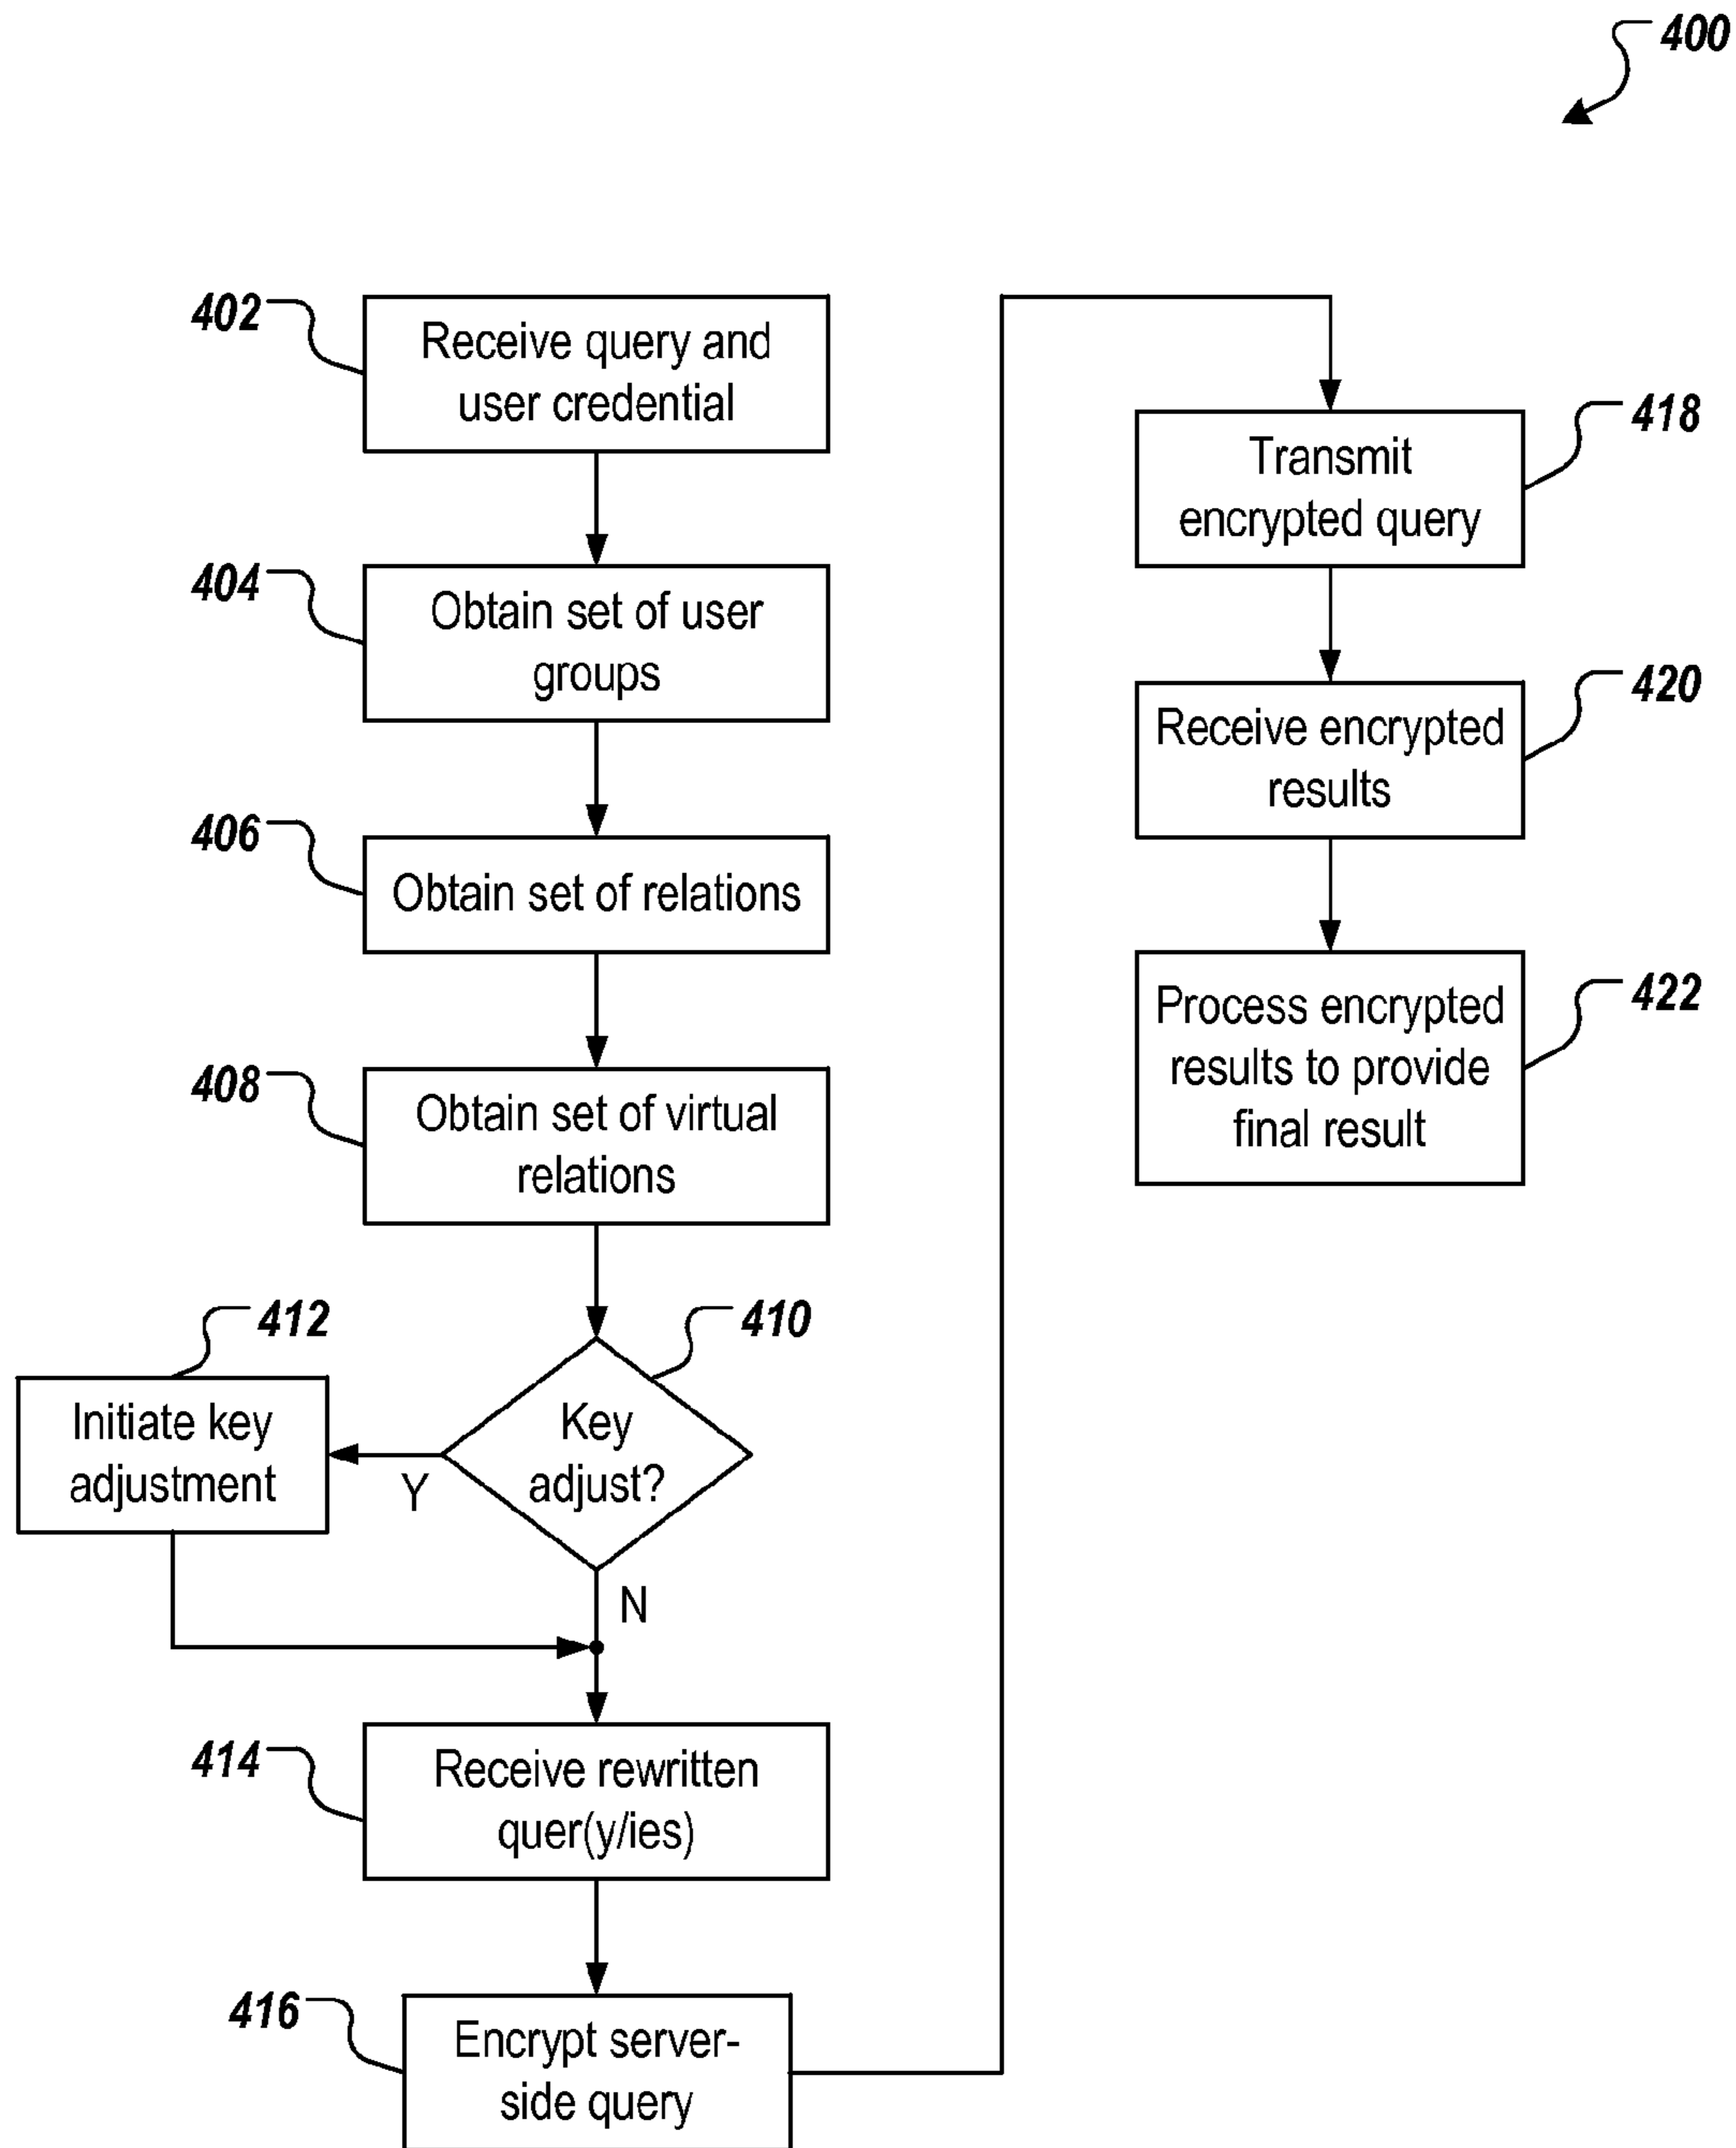 400
402
Receive query and
user credential
404
Obtain set of user
groups
406
Obtain set of relations
408
Obtain set of virtual
relations
410
Key
adjust?
Y
N
412
Initiate key
adjustment
414
Receive rewritten
quer(y/ies)
416
Encrypt server-
side query
418
Transmit
encrypted query
420
Receive encrypted
results
422
Process encrypted
results to provide
final result